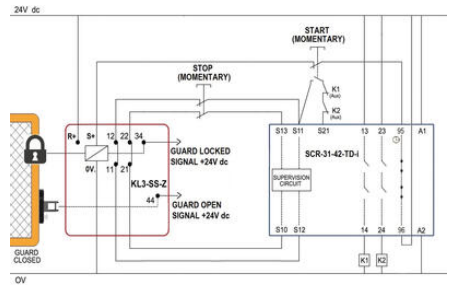 24V dc
START
(MOMENTARY)
STOP
(MOMENTARY)
K1
(Aux)
K2
(Aux)
R+ S+ 12 22 34
GUARD LOCKED
SIGNAL +24V dc
0V.
11 21
KL3-SS-Z
44
GUARD OPEN
SIGNAL +24V dc
S13 S11 S21 13 23 95 A1
SCR-31-42-TD-i
SUPERVISION
CIRCUIT
S10 S12 14 24 96 A2
K1 K2
GUARD
CLOSED
OV